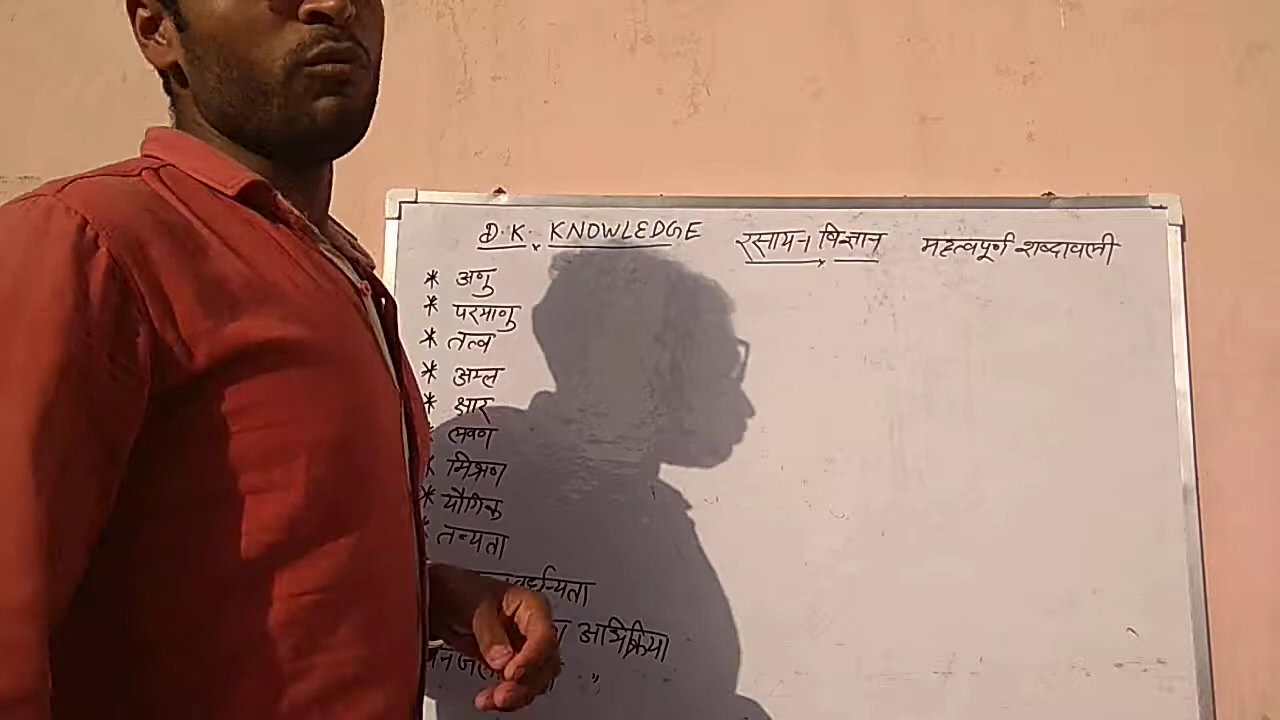 D.K. KNOWLEDGE रसायन विज्ञान महत्वपूर्ण शब्दावली
* अणु
* परमाणु
* तत्व
* अम्ल
* क्षार
* लवण
* मिश्रण
* यौगिक
* तन्यता
अभिक्रिया
"